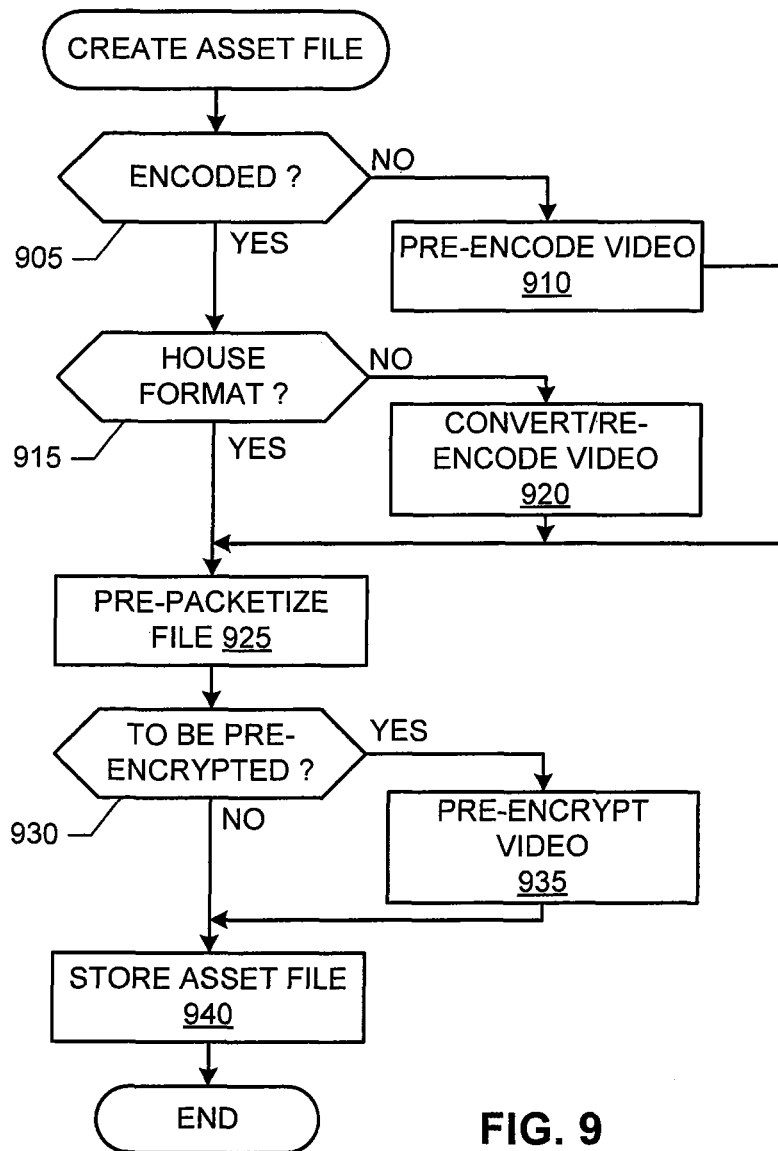 CREATE ASSET FILE
ENCODED ?
NO
905
YES
PRE-ENCODE VIDEO
910
HOUSE
FORMAT ?
NO
915
YES
CONVERT/RE-
ENCODE VIDEO
920
PRE-PACKETIZE
FILE 925
TO BE PRE-
ENCRYPTED ?
YES
930
NO
PRE-ENCRYPT
VIDEO
935
STORE ASSET FILE
940
END
FIG. 9